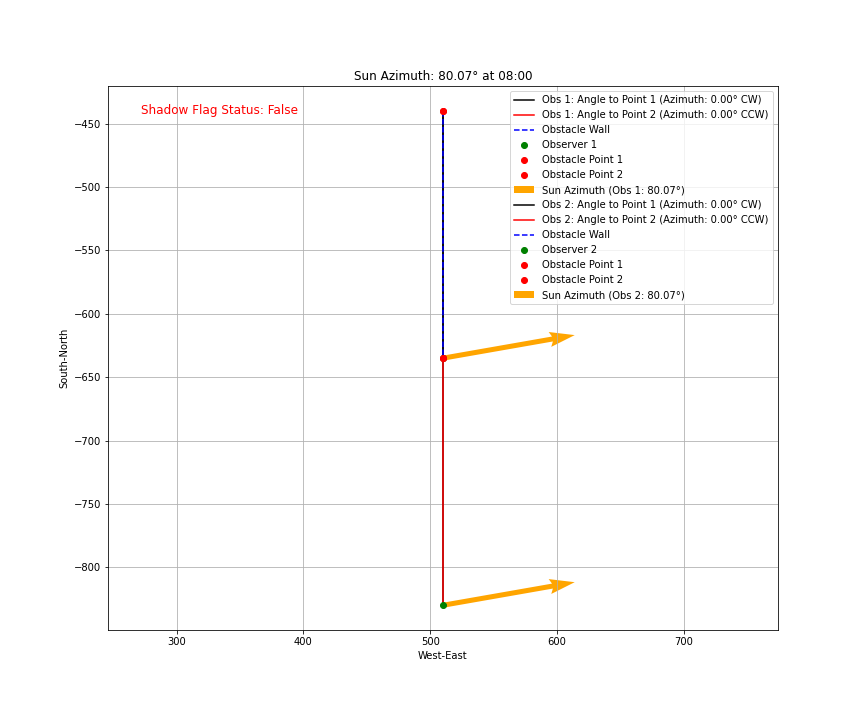 Sun Azimuth: 80.07° at 08:00
Shadow Flag Status: False
Obs 1: Angle to Point 1 (Azimuth: 0.00° CW)
Obs 1: Angle to Point 2 (Azimuth: 0.00° CCW)
Obstacle Wall
Observer 1
Obstacle Point 1
Obstacle Point 2
Sun Azimuth (Obs 1: 80.07°)
Obs 2: Angle to Point 1 (Azimuth: 0.00° CW)
Obs 2: Angle to Point 2 (Azimuth: 0.00° CCW)
Obstacle Wall
Observer 2
Obstacle Point 1
Obstacle Point 2
Sun Azimuth (Obs 2: 80.07°)
South-North
−450
−500
−550
−600
−650
−700
−750
−800
300 400 500 600 700
West-East